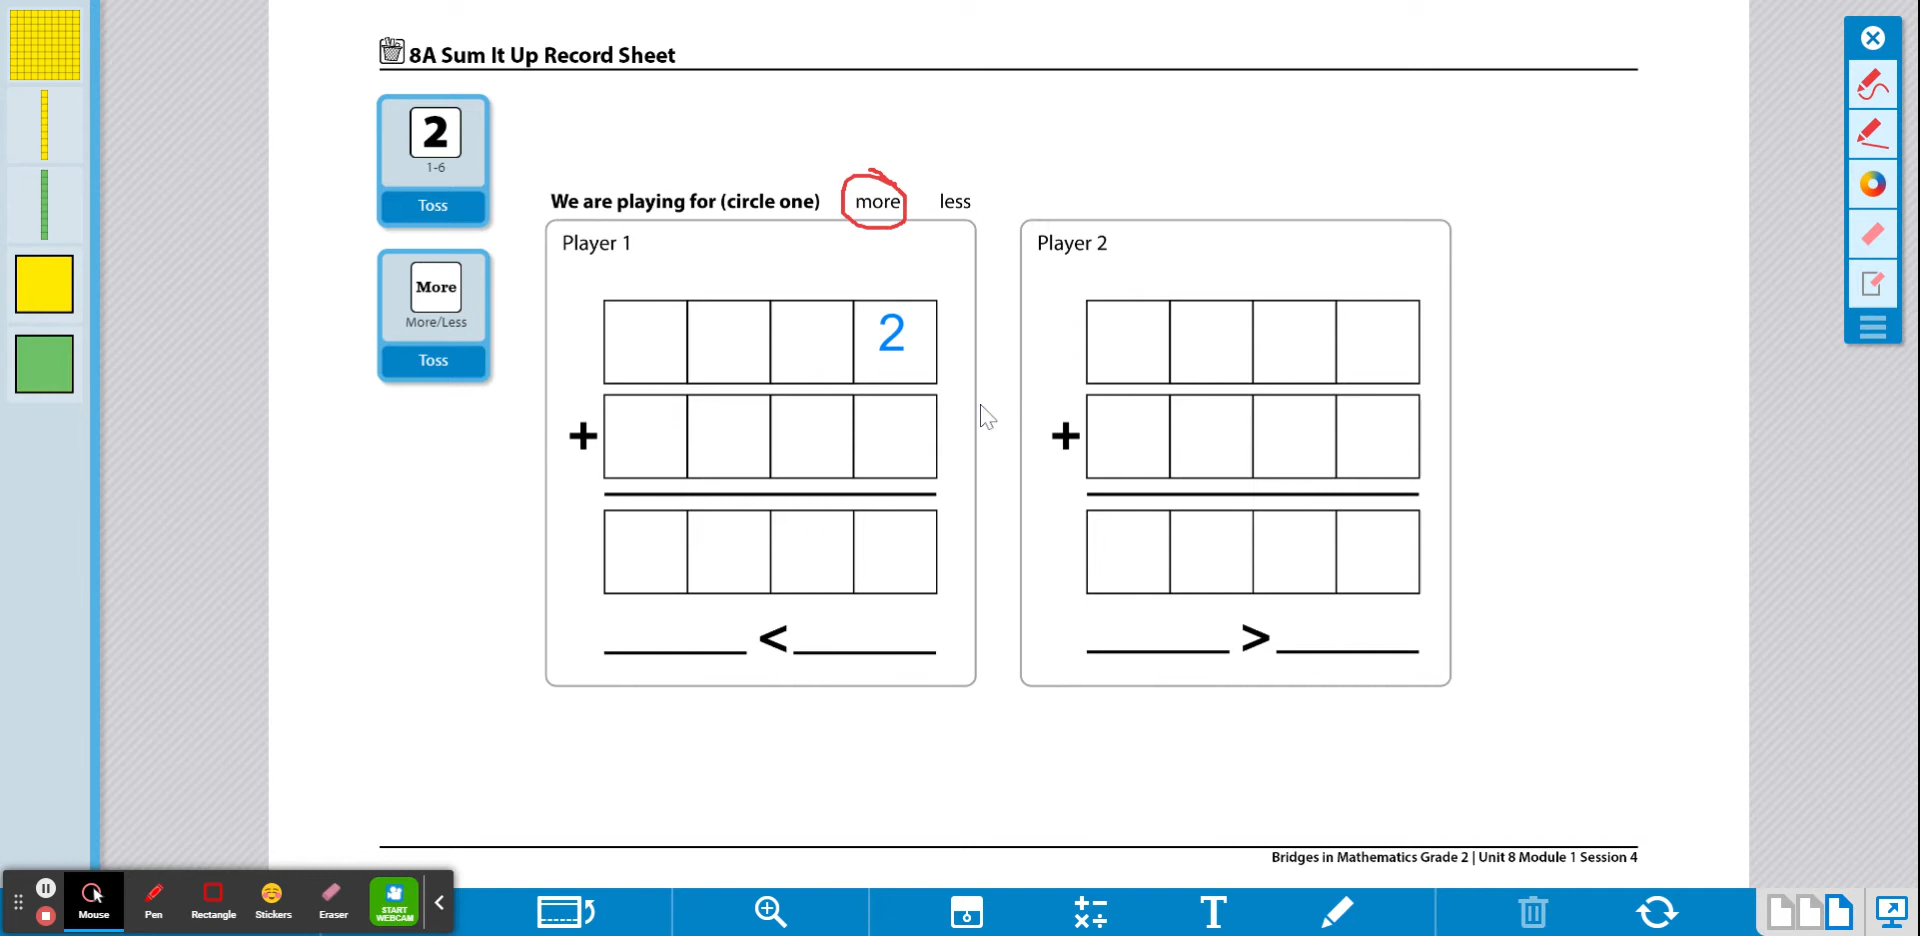 8A Sum It Up Record Sheet
2
1-6
Toss
More
More/Less
Toss
We are playing for (circle one) more less
Player 1
2
+
<
Player 2
+
>
Bridges in Mathematics Grade 2 | Unit 8 Module 1 Session 4
Mouse
Pen
Rectangle
Stickers
Eraser
START
WEBCAM
T